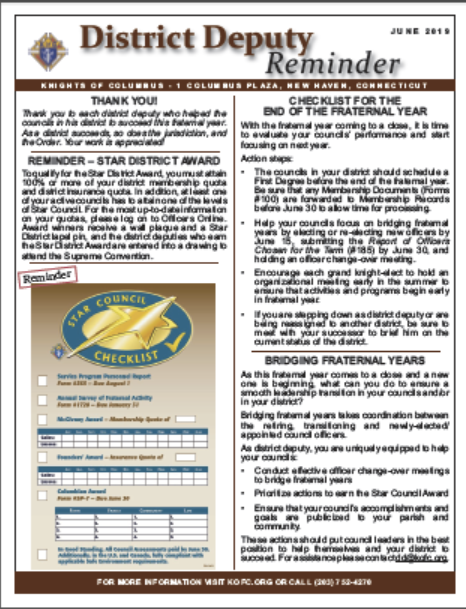 District Deputy
Reminder
JUNE 2019
KNIGHTS OF COLUMBUS - 1 COLUMBUS PLAZA, NEW HAVEN, CONNECTICUT
THANK YOU!
Thank you to each district deputy who helped the
councils in his district to succeed this fraternal year.
As a district succeeds, so does the jurisdiction, and
the Order. Your work is appreciated!
REMINDER – STAR DISTRICT AWARD
To qualify for the Star District Award, you must attain
100% or more of your district membership quota
and district insurance quota. In addition, at least one
of your active councils has to attain one of the levels
of Star Council. For the most up-to-date information
on your quotas, please log on to Officers Online.
Award winners receive a wall plaque and a Star
District lapel pin, and the district deputies who earn
the Star District Award are entered into a drawing to
attend the Supreme Convention.
Reminder
STAR COUNCIL
CHECKLIST
Service Program Personnel Report
Form #365 – Due August 1
Annual Survey of Fraternal Activity
Form #1728 – Due January 31
McGivney Award – Membership Quota of
Founders' Award – Insurance Quota of
Columbian Award
Form #SP-7 – Due June 30
In Good Standing. All Council Assessments paid by June 30.
Additionally, in the U.S. and Canada, fully compliant with
applicable Safe Environment requirements.
CHECKLIST FOR THE
END OF THE FRATERNAL YEAR
With the fraternal year coming to a close, it is time
to evaluate your councils' performance and start
focusing on next year.
Action steps:
• The councils in your district should schedule a
First Degree before the end of the fraternal year.
Be sure that any Membership Documents (Forms
#100) are forwarded to Membership Records
before June 30 to allow time for processing.
• Help your councils focus on bridging fraternal
years by electing or re-electing new officers by
June 15, submitting the Report of Officers
Chosen for the Term (#185) by June 30, and
holding an officer change-over meeting.
• Encourage each grand knight-elect to hold an
organizational meeting early in the summer to
ensure that activities and programs begin early
in fraternal year.
• If you are stepping down as district deputy or are
being reassigned to another district, be sure to
meet with your successor to brief him on the
current status of the district.
BRIDGING FRATERNAL YEARS
As this fraternal year comes to a close and a new
one is beginning, what can you do to ensure a
smooth leadership transition in your councils and/or
in your district?
Bridging fraternal years takes coordination between
the retiring, transitioning and newly-elected/
appointed council officers.
As district deputy, you are uniquely equipped to help
your councils:
• Conduct effective officer change-over meetings
to bridge fraternal years
• Prioritize actions to earn the Star Council Award
• Ensure that your council's accomplishments and
goals are publicized to your parish and
community.
These actions should put council leaders in the best
position to help themselves and your district to
succeed. For assistance please contact dd@kofc.org.
FOR MORE INFORMATION VISIT KOFC.ORG OR CALL (203) 752-4270